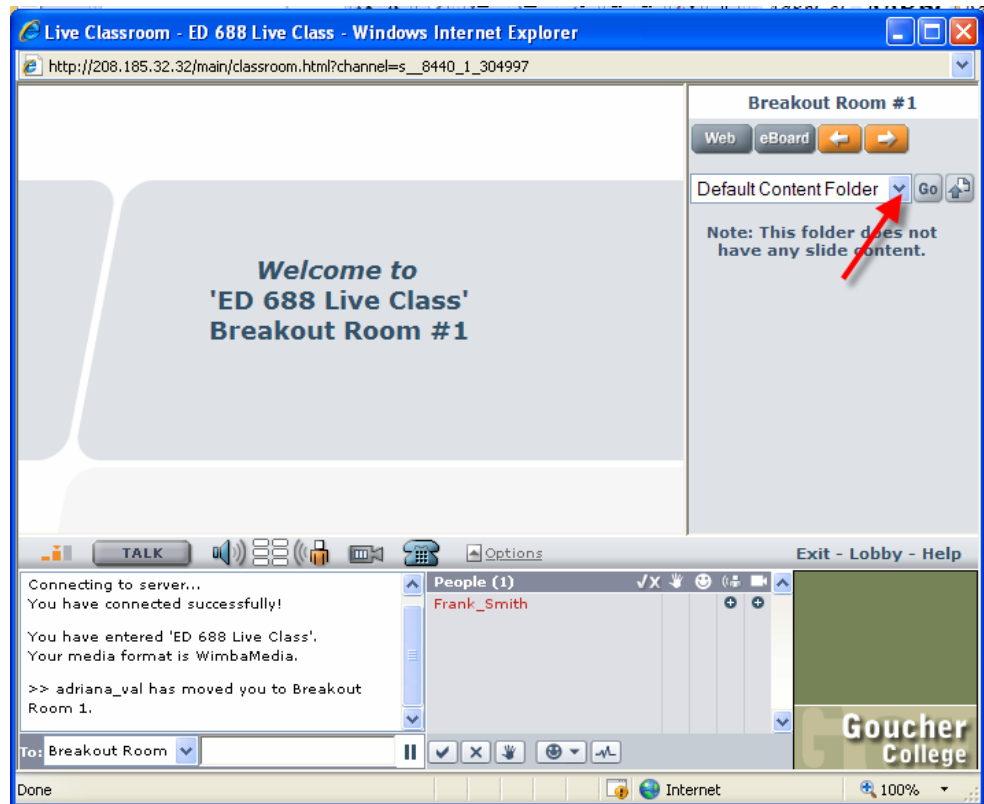 Live Classroom - ED 688 Live Class - Windows Internet Explorer
http://208.185.32.32/main/classroom.html?channel=s__8440_1_304997
Breakout Room #1
Web eBoard
Default Content Folder Go
Note: This folder does not
have any slide content.
Welcome to
'ED 688 Live Class'
Breakout Room #1
TALK Options Exit - Lobby - Help
Connecting to server...
You have connected successfully!
You have entered 'ED 688 Live Class'.
Your media format is WimbaMedia.
>> adriana_val has moved you to Breakout
Room 1.
People (1)
Frank_Smith
To: Breakout Room
Goucher
College
Done Internet 100%